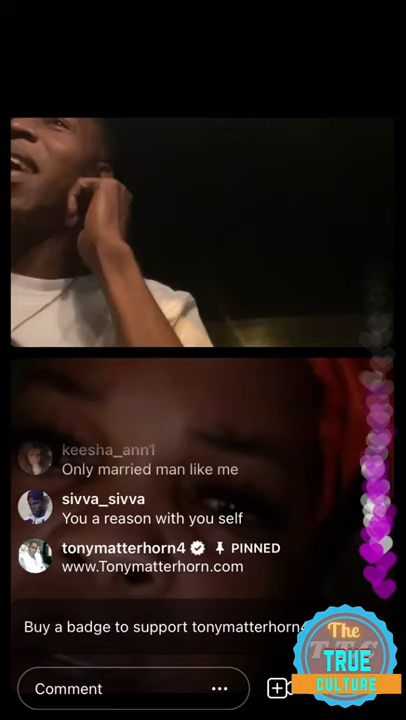 keesha_ann1
Only married man like me
sivva_sivva
You a reason with you self
tonymatterhorn4 PINNED
www.Tonymatterhorn.com
Buy a badge to support tonymatterhorn4
Comment
The
TTC
TRUE
CULTURE